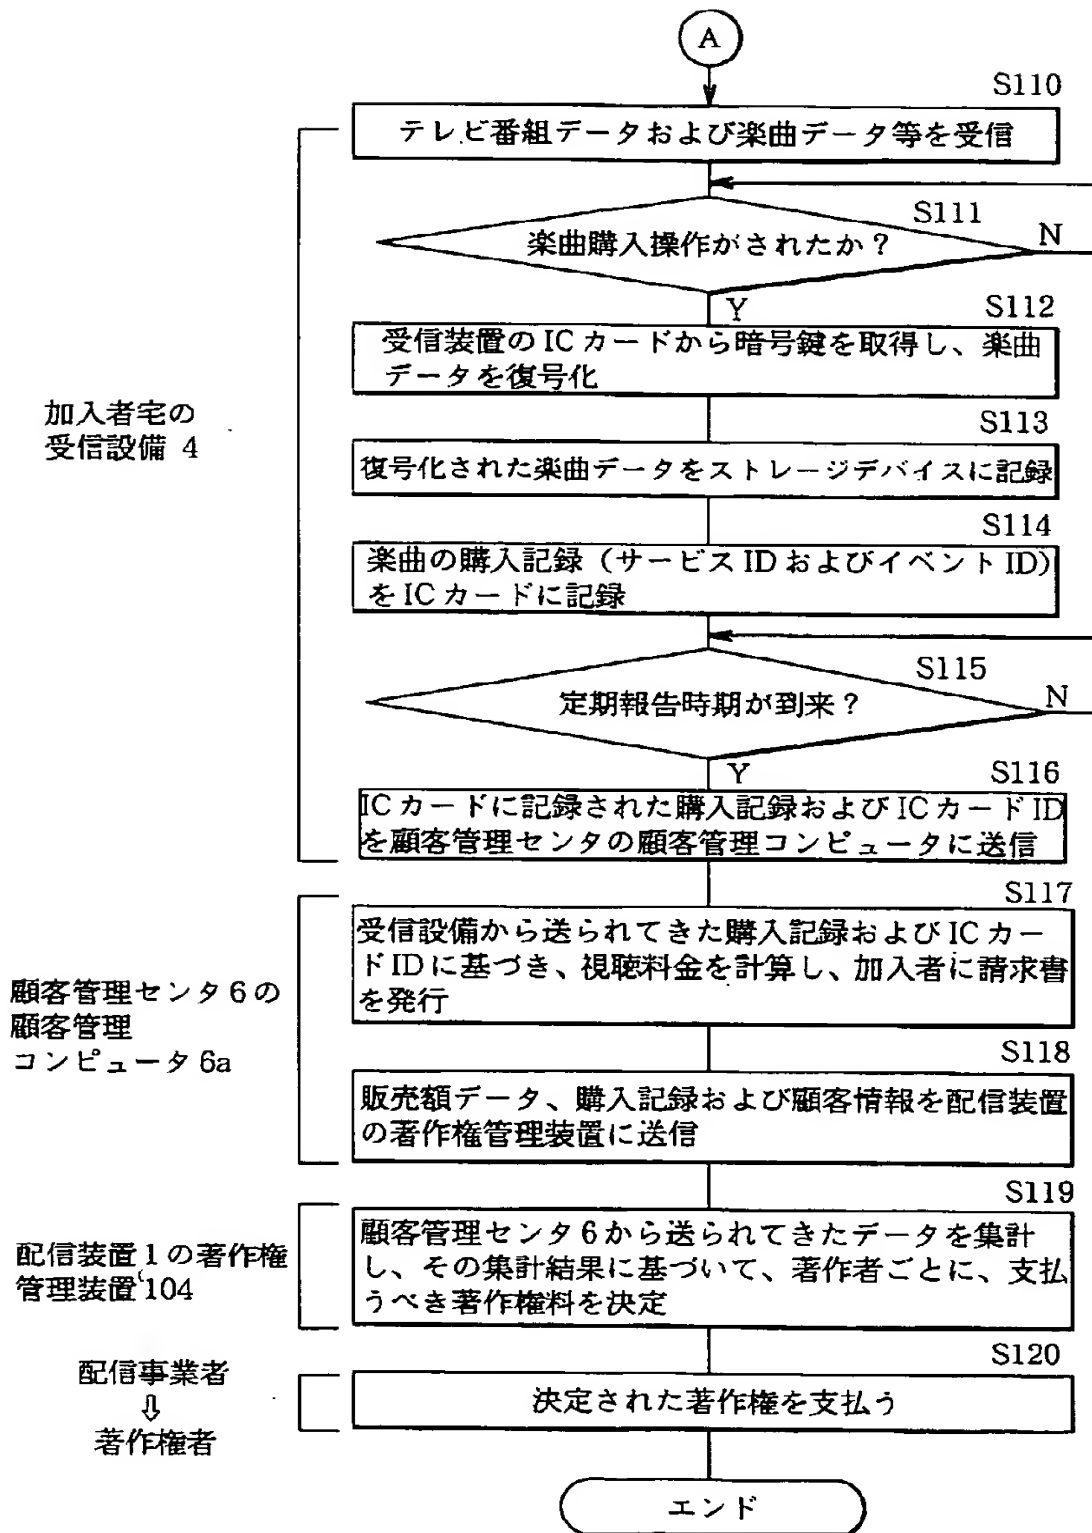 A
S110
テレビ番組データおよび楽曲データ等を受信
S111
楽曲購入操作がされたか？
N
Y
S112
受信装置の IC カードから暗号鍵を取得し、楽曲
データを復号化
加入者宅の
受信設備 4
S113
復号化された楽曲データをストレージデバイスに記録
S114
楽曲の購入記録（サービス ID およびイベント ID）
を IC カードに記録
S115
定期報告時期が到来？
N
Y
S116
IC カードに記録された購入記録および IC カード ID
を顧客管理センタの顧客管理コンピュータに送信
S117
受信設備から送られてきた購入記録および IC カー
ド ID に基づき、視聴料金を計算し、加入者に請求書
を発行
顧客管理センタ 6 の
顧客管理
コンピュータ 6a
S118
販売額データ、購入記録および顧客情報を配信装置
の著作権管理装置に送信
S119
顧客管理センタ 6 から送られてきたデータを集計
し、その集計結果に基づいて、著作者ごとに、支払
うべき著作権料を決定
配信装置 1 の著作権
管理装置 104
S120
決定された著作権を支払う
配信事業者
⇩
著作権者
エンド